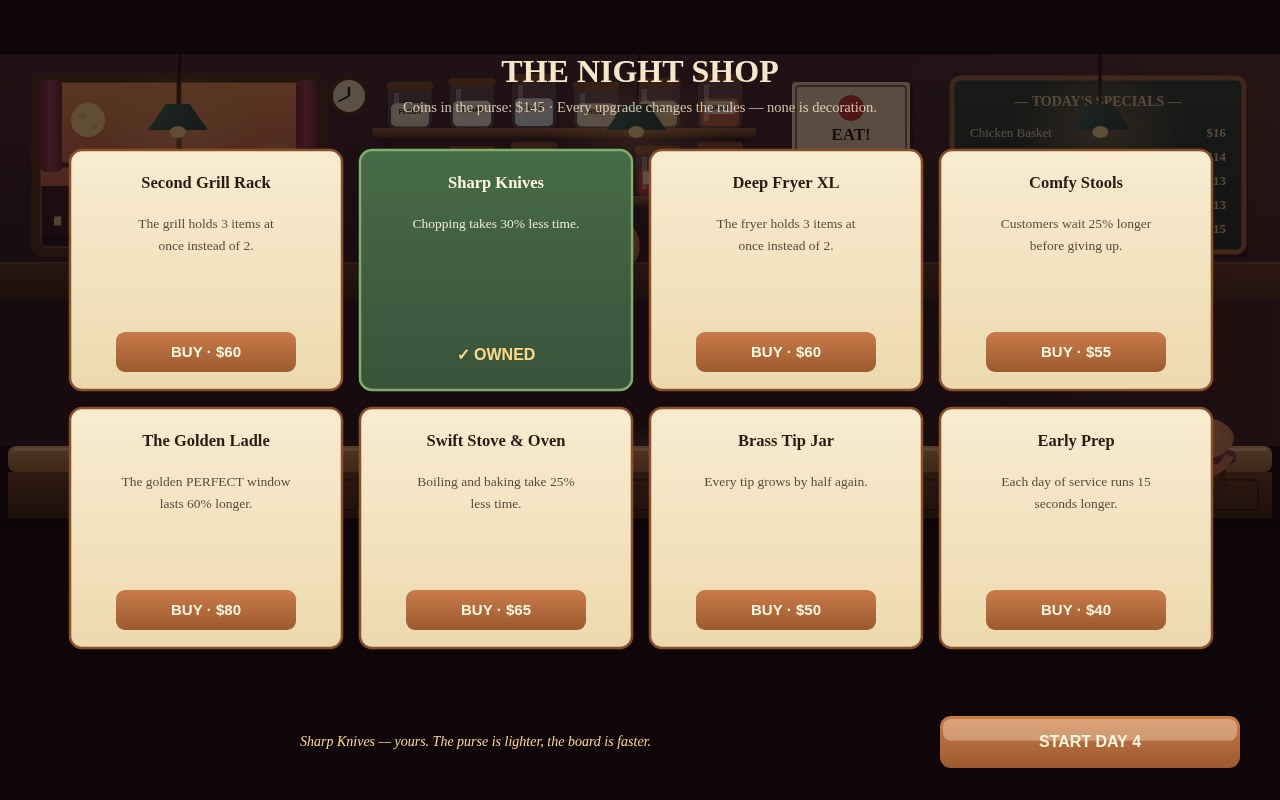 THE NIGHT SHOP
Coins in the purse: $145 · Every upgrade changes the rules — none is decoration.
EAT!
— TODAY'S SPECIALS —
Chicken Basket $16
14
13
13
15
Second Grill Rack
The grill holds 3 items at
once instead of 2.
BUY · $60
Sharp Knives
Chopping takes 30% less time.
✓ OWNED
Deep Fryer XL
The fryer holds 3 items at
once instead of 2.
BUY · $60
Comfy Stools
Customers wait 25% longer
before giving up.
BUY · $55
The Golden Ladle
The golden PERFECT window
lasts 60% longer.
BUY · $80
Swift Stove & Oven
Boiling and baking take 25%
less time.
BUY · $65
Brass Tip Jar
Every tip grows by half again.
BUY · $50
Early Prep
Each day of service runs 15
seconds longer.
BUY · $40
Sharp Knives — yours. The purse is lighter, the board is faster.
START DAY 4